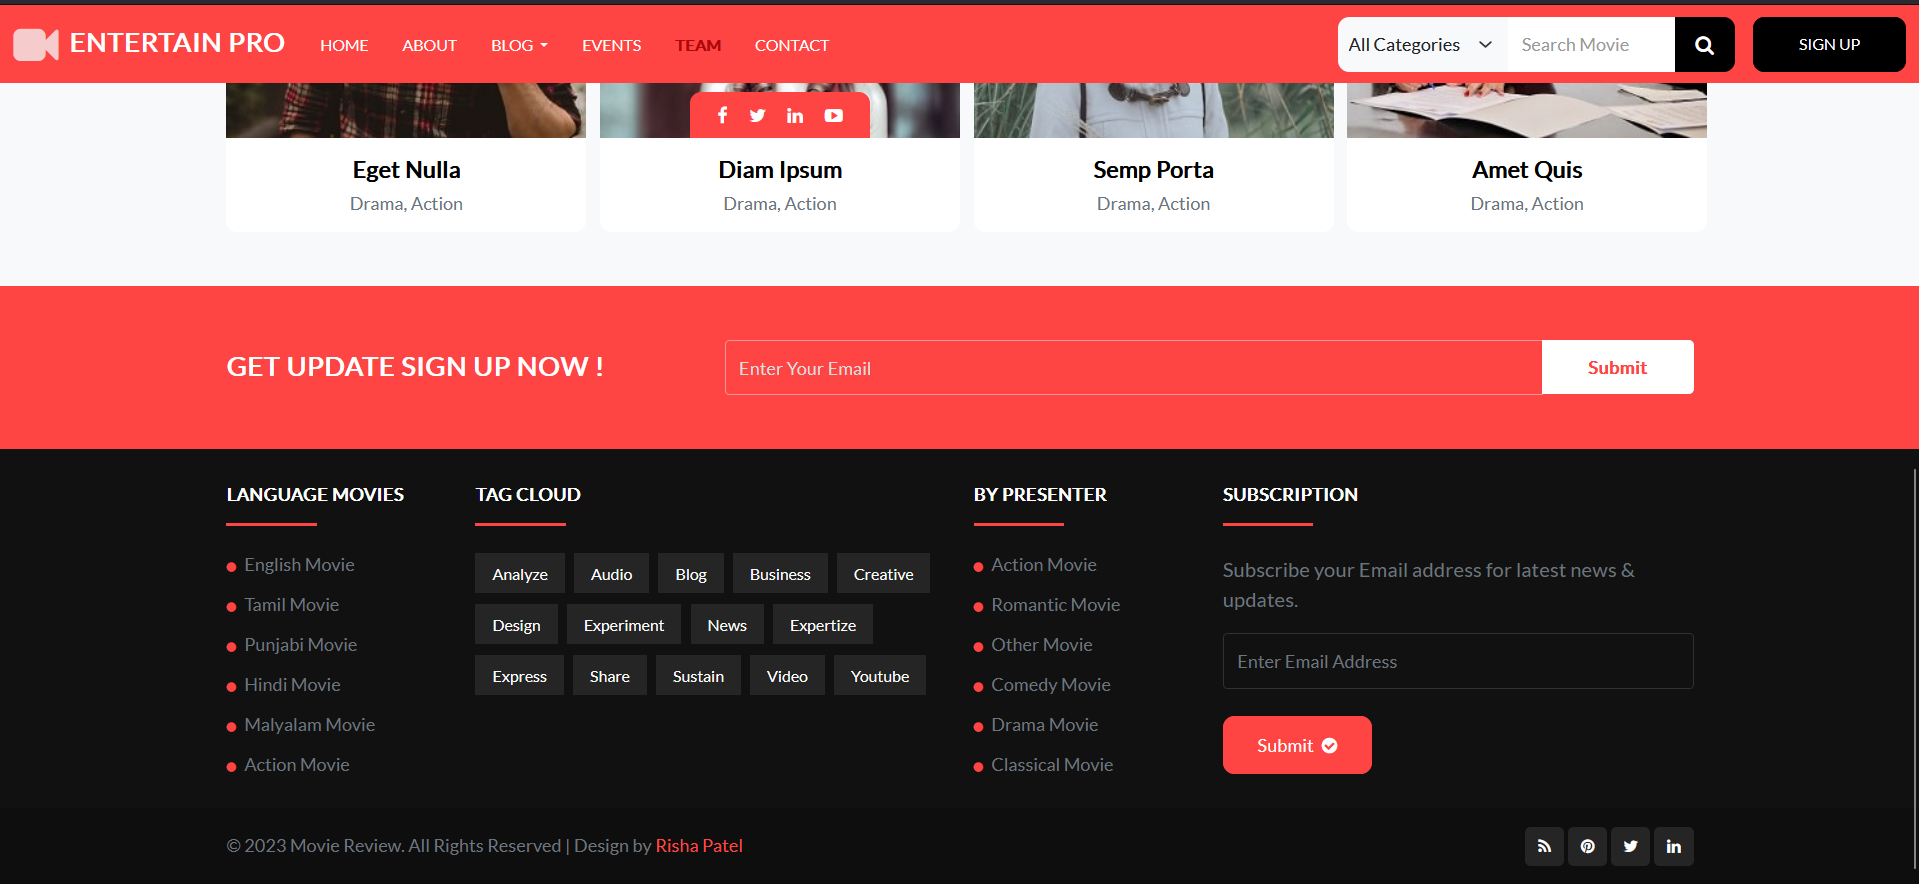 ENTERTAIN PRO HOME ABOUT BLOG EVENTS TEAM CONTACT All Categories Search Movie SIGN UP
Eget Nulla Diam Ipsum Semp Porta Amet Quis
Drama, Action Drama, Action Drama, Action Drama, Action
GET UPDATE SIGN UP NOW ! Enter Your Email Submit
LANGUAGE MOVIES
English Movie
Tamil Movie
Punjabi Movie
Hindi Movie
Malyalam Movie
Action Movie
TAG CLOUD
Analyze Audio Blog Business Creative
Design Experiment News Expertize
Express Share Sustain Video Youtube
BY PRESENTER
Action Movie
Romantic Movie
Other Movie
Comedy Movie
Drama Movie
Classical Movie
SUBSCRIPTION
Subscribe your Email address for latest news &
updates.
Enter Email Address
Submit
© 2023 Movie Review. All Rights Reserved | Design by Risha Patel